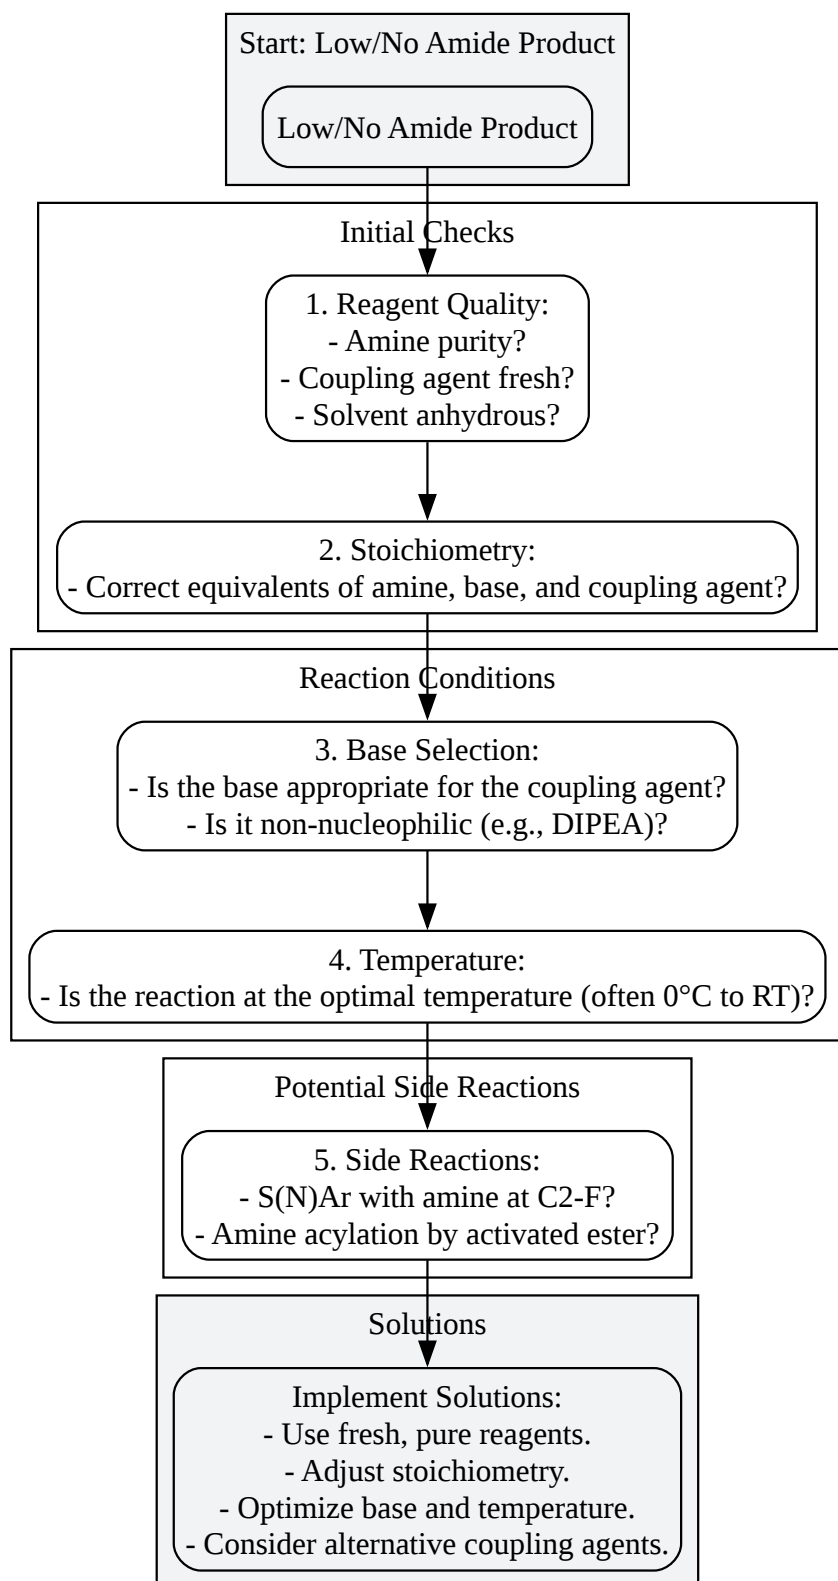 Start: Low/No Amide Product
Low/No Amide Product
Initial Checks
1. Reagent Quality:
- Amine purity?
- Coupling agent fresh?
- Solvent anhydrous?
2. Stoichiometry:
- Correct equivalents of amine, base, and coupling agent?
Reaction Conditions
3. Base Selection:
- Is the base appropriate for the coupling agent?
- Is it non-nucleophilic (e.g., DIPEA)?
4. Temperature:
- Is the reaction at the optimal temperature (often 0°C to RT)?
Potential Side Reactions
5. Side Reactions:
- S(N)Ar with amine at C2-F?
- Amine acylation by activated ester?
Solutions
Implement Solutions:
- Use fresh, pure reagents.
- Adjust stoichiometry.
- Optimize base and temperature.
- Consider alternative coupling agents.